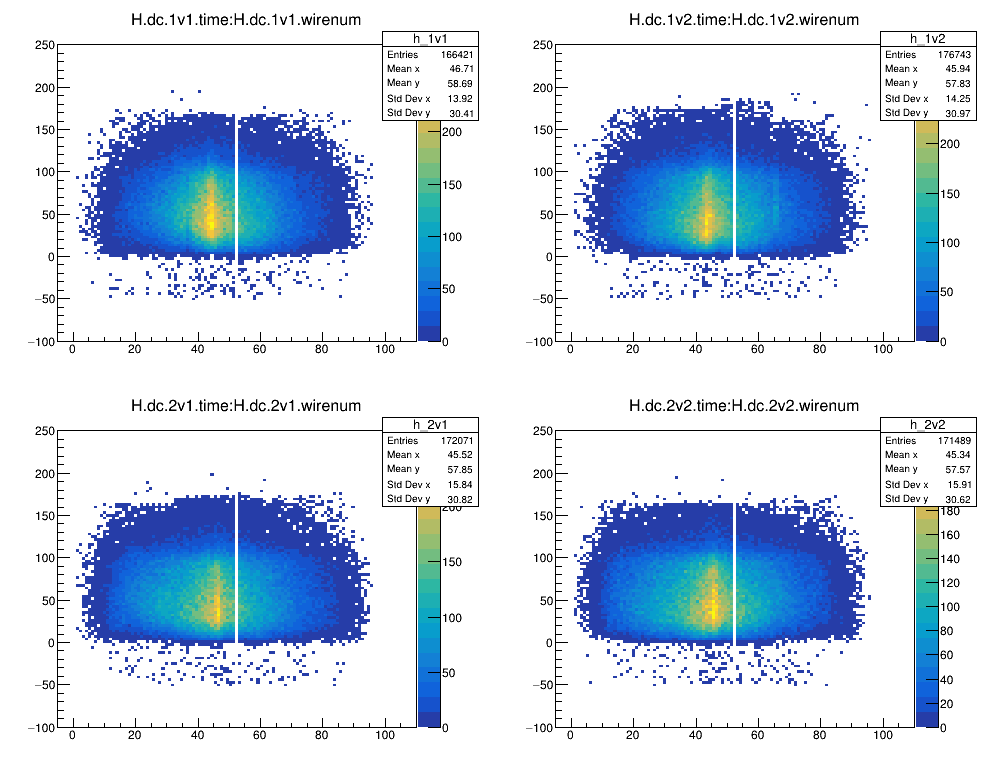 H.dc.1v1.time:H.dc.1v1.wirenum
h_1v1
Entries 166421
Mean x 46.71
Mean y 58.69
Std Dev x 13.92
Std Dev y 30.41
250
200
150
100
50
0
−50
−100
0 20 40 60 80 100
200
150
100
50
0
H.dc.1v2.time:H.dc.1v2.wirenum
h_1v2
Entries 176743
Mean x 45.94
Mean y 57.83
Std Dev x 14.25
Std Dev y 30.97
250
200
150
100
50
0
−50
−100
0 20 40 60 80 100
200
150
100
50
0
H.dc.2v1.time:H.dc.2v1.wirenum
h_2v1
Entries 172071
Mean x 45.52
Mean y 57.85
Std Dev x 15.84
Std Dev y 30.82
250
200
150
100
50
0
−50
−100
0 20 40 60 80 100
200
150
100
50
0
H.dc.2v2.time:H.dc.2v2.wirenum
h_2v2
Entries 171489
Mean x 45.34
Mean y 57.57
Std Dev x 15.91
Std Dev y 30.62
250
200
150
100
50
0
−50
−100
0 20 40 60 80 100
180
160
140
120
100
80
60
40
20
0